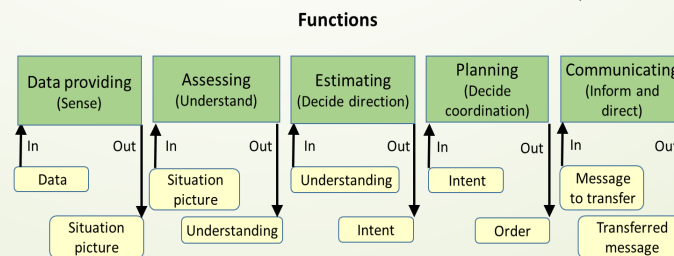 Functions
Data providing
(Sense)
Assessing
(Understand)
Estimating
(Decide direction)
Planning
(Decide
coordination)
Communicating
(Inform and
direct)
In
Out
In
Out
In
Out
In
Out
In
Out
Data
Situation
picture
Situation
picture
Understanding
Understanding
Intent
Intent
Order
Message
to transfer
Transferred
message